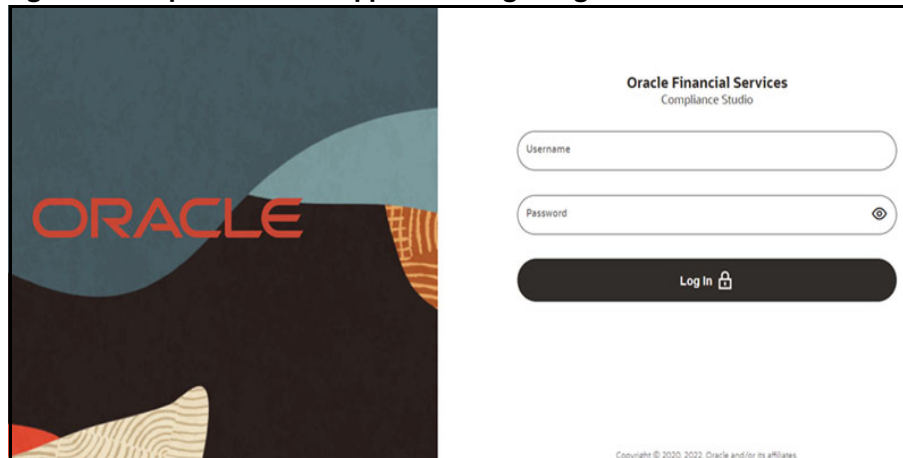 ORACLE
Oracle Financial Services
Compliance Studio
Username
Password
Log In
Copyright © 2020, 2022, Oracle and/or its affiliates.